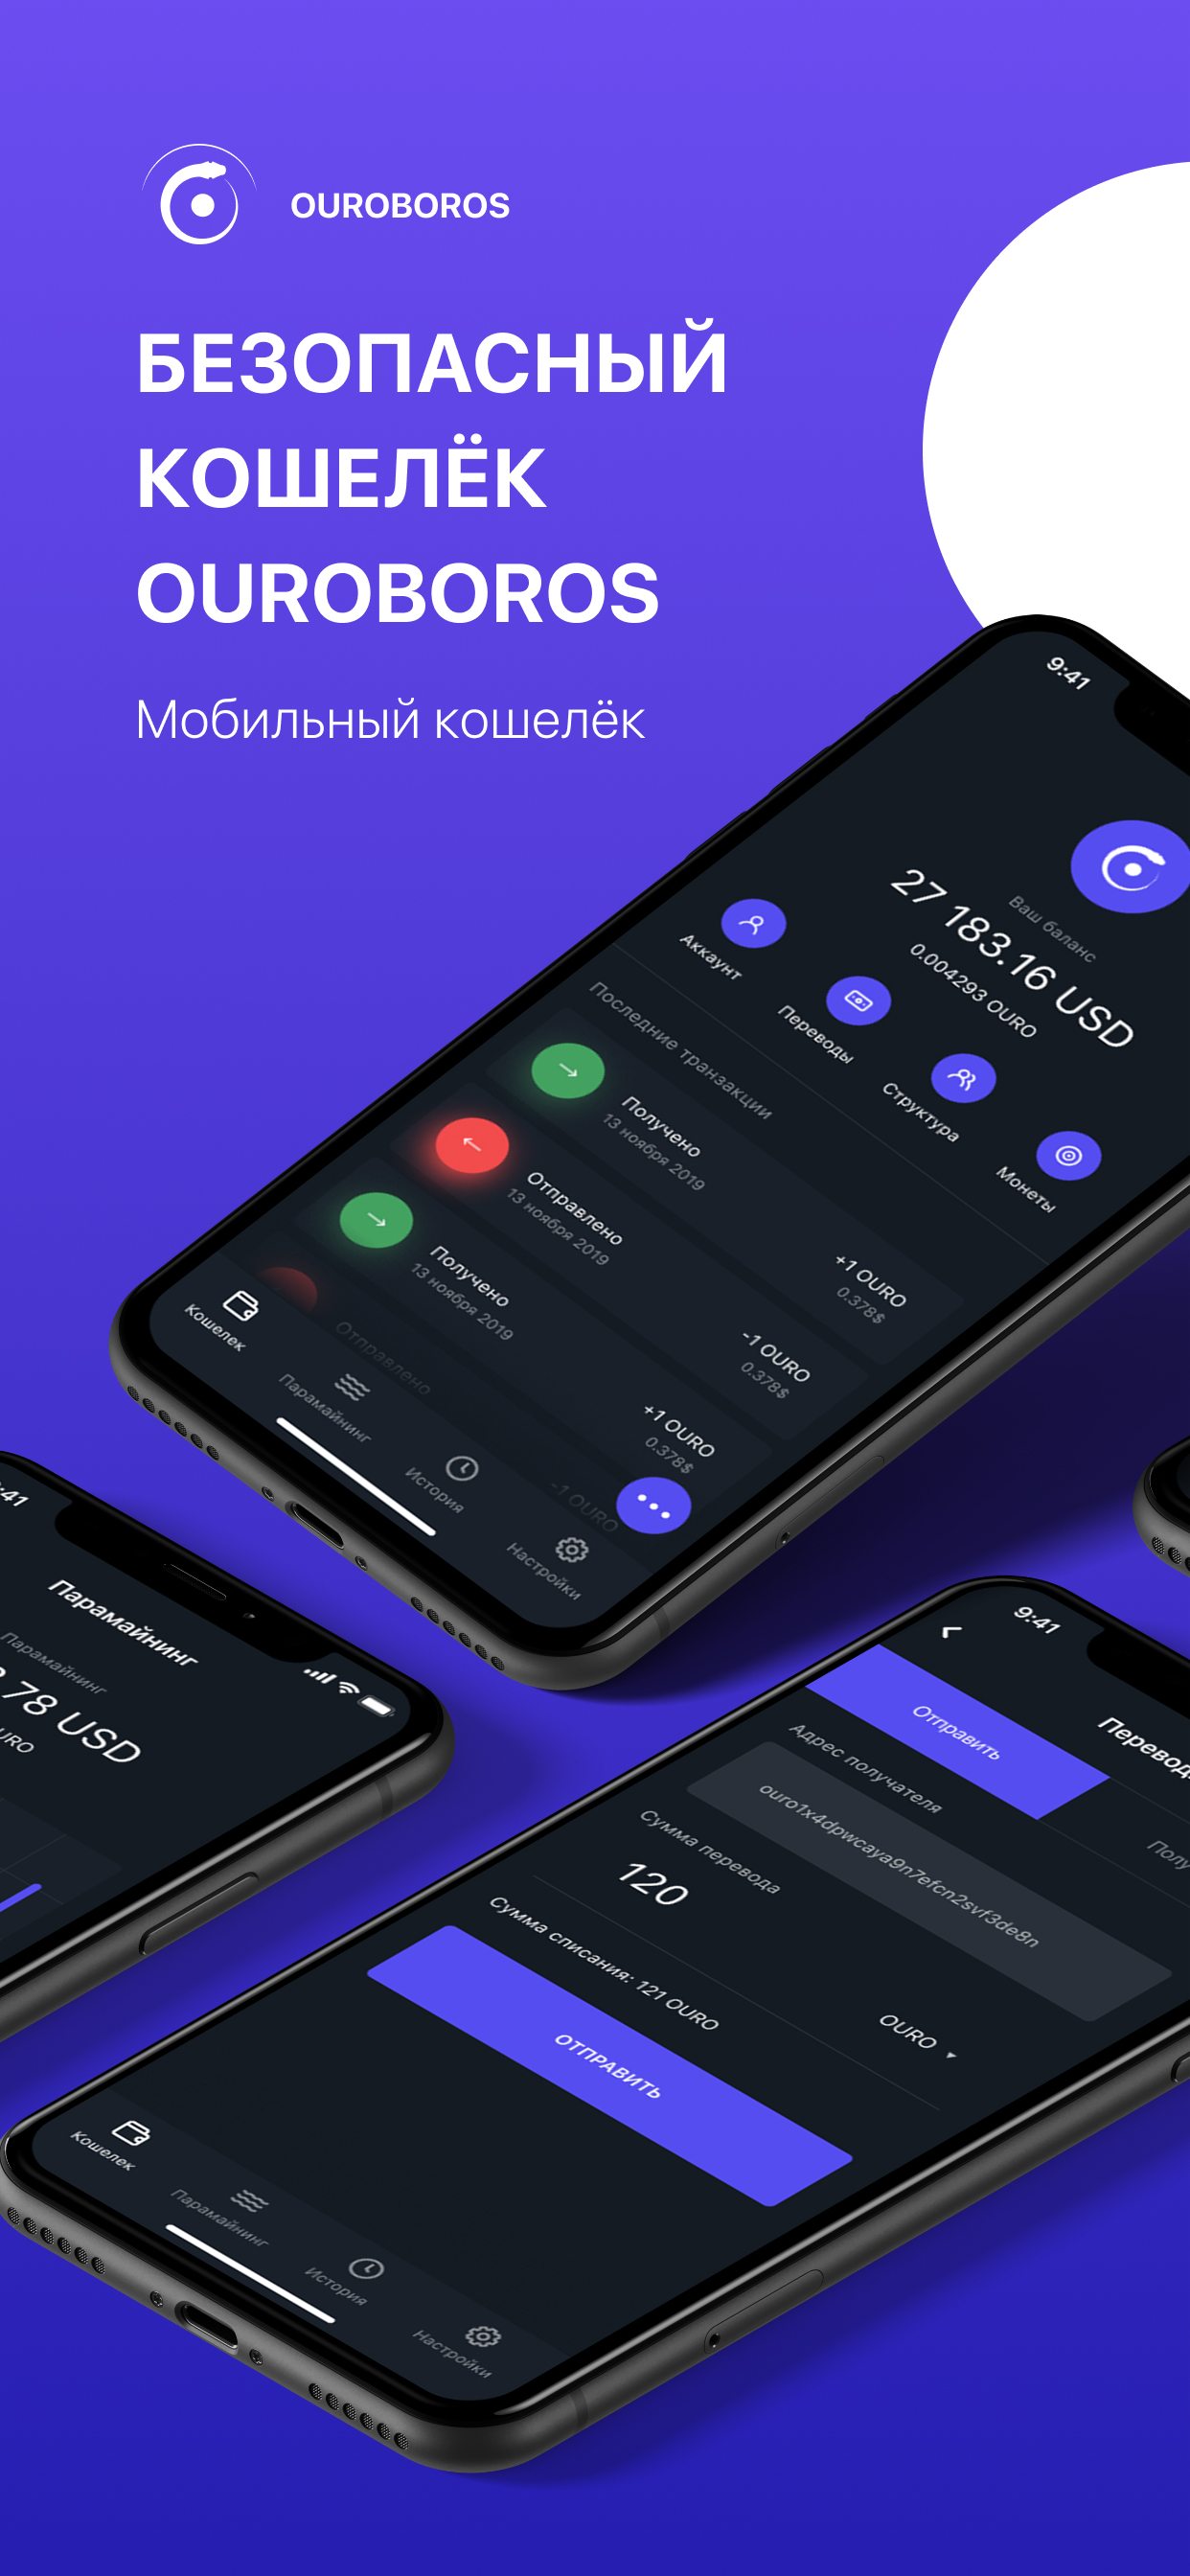 OUROBOROS
БЕЗОПАСНЫЙ
КОШЕЛЁК
OUROBOROS
Мобильный кошелёк
9:41
Ваш баланс
27 183.16 USD
0.004293 OURO
Аккаунт
Переводы
Структура
Монеты
Последние транзакции
Получено
13 ноября 2019
+1 OURO
0.378$
Отправлено
13 ноября 2019
-1 OURO
0.378$
Получено
13 ноября 2019
+1 OURO
0.378$
Отправлено
-1 OURO
Кошелек
Парамайнинг
История
Настройки
:41
Парамайнинг
Парамайнинг
78 USD
URO
9:41
Отправить
Адрес получателя
ouro1x4dpwcaya9n7efcn2svf3de8n
Сумма перевода
120
OURO
Сумма списания: 121 OURO
ОТПРАВИТЬ
Кошелек
Парамайнинг
История
Настройки